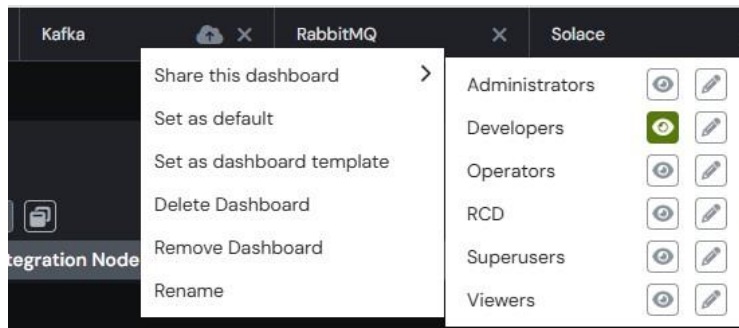 Kafka
RabbitMQ
Solace
Share this dashboard
Set as default
Set as dashboard template
Delete Dashboard
Remove Dashboard
Rename
Administrators
Developers
Operators
RCD
Superusers
Viewers
tegration Node